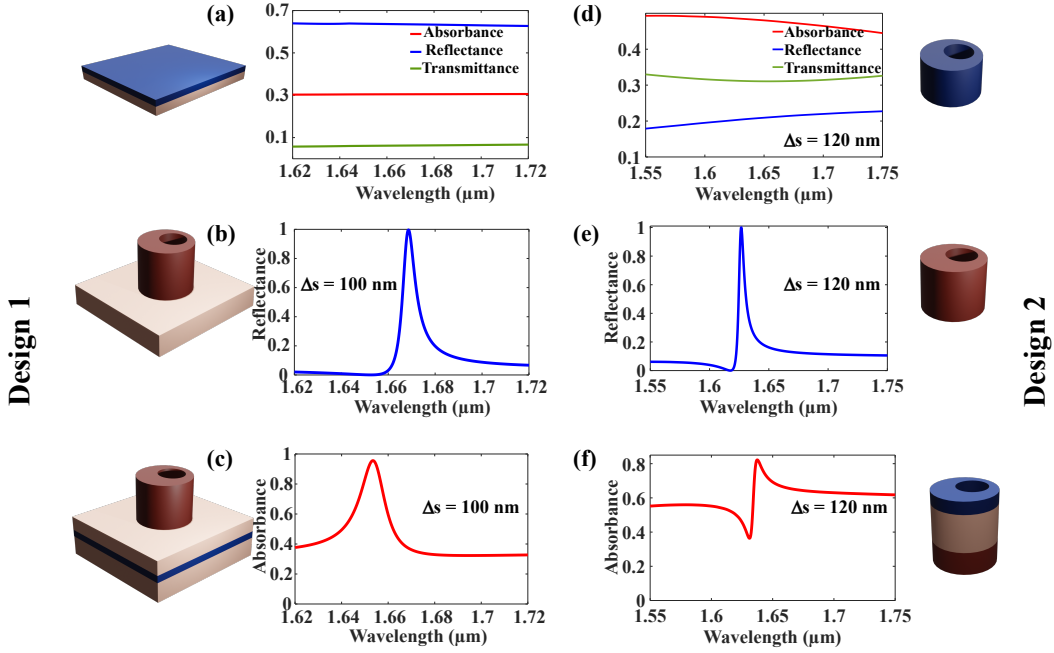 Design 1
(a)
0.7
0.5
0.3
0.1
Absorbance
Reflectance
Transmittance
1.62 1.64 1.66 1.68 1.7 1.72
Wavelength (µm)
(b)
Reflectance
1
0.8
0.6
0.4
0.2
0
Δs = 100 nm
1.62 1.64 1.66 1.68 1.7 1.72
Wavelength (µm)
(c)
Absorbance
1
0.8
0.6
0.4
0.2
0
Δs = 100 nm
1.62 1.64 1.66 1.68 1.7 1.72
Wavelength (µm)
(d)
0.4
0.3
0.2
0.1
Absorbance
Reflectance
Transmittance
Δs = 120 nm
1.55 1.6 1.65 1.7 1.75
Wavelength (µm)
(e)
Reflectance
1
0.8
0.6
0.4
0.2
0
Δs = 120 nm
1.55 1.6 1.65 1.7 1.75
Wavelength (µm)
(f)
Absorbance
0.8
0.6
0.4
0.2
0
Δs = 120 nm
1.55 1.6 1.65 1.7 1.75
Wavelength (µm)
Design 2